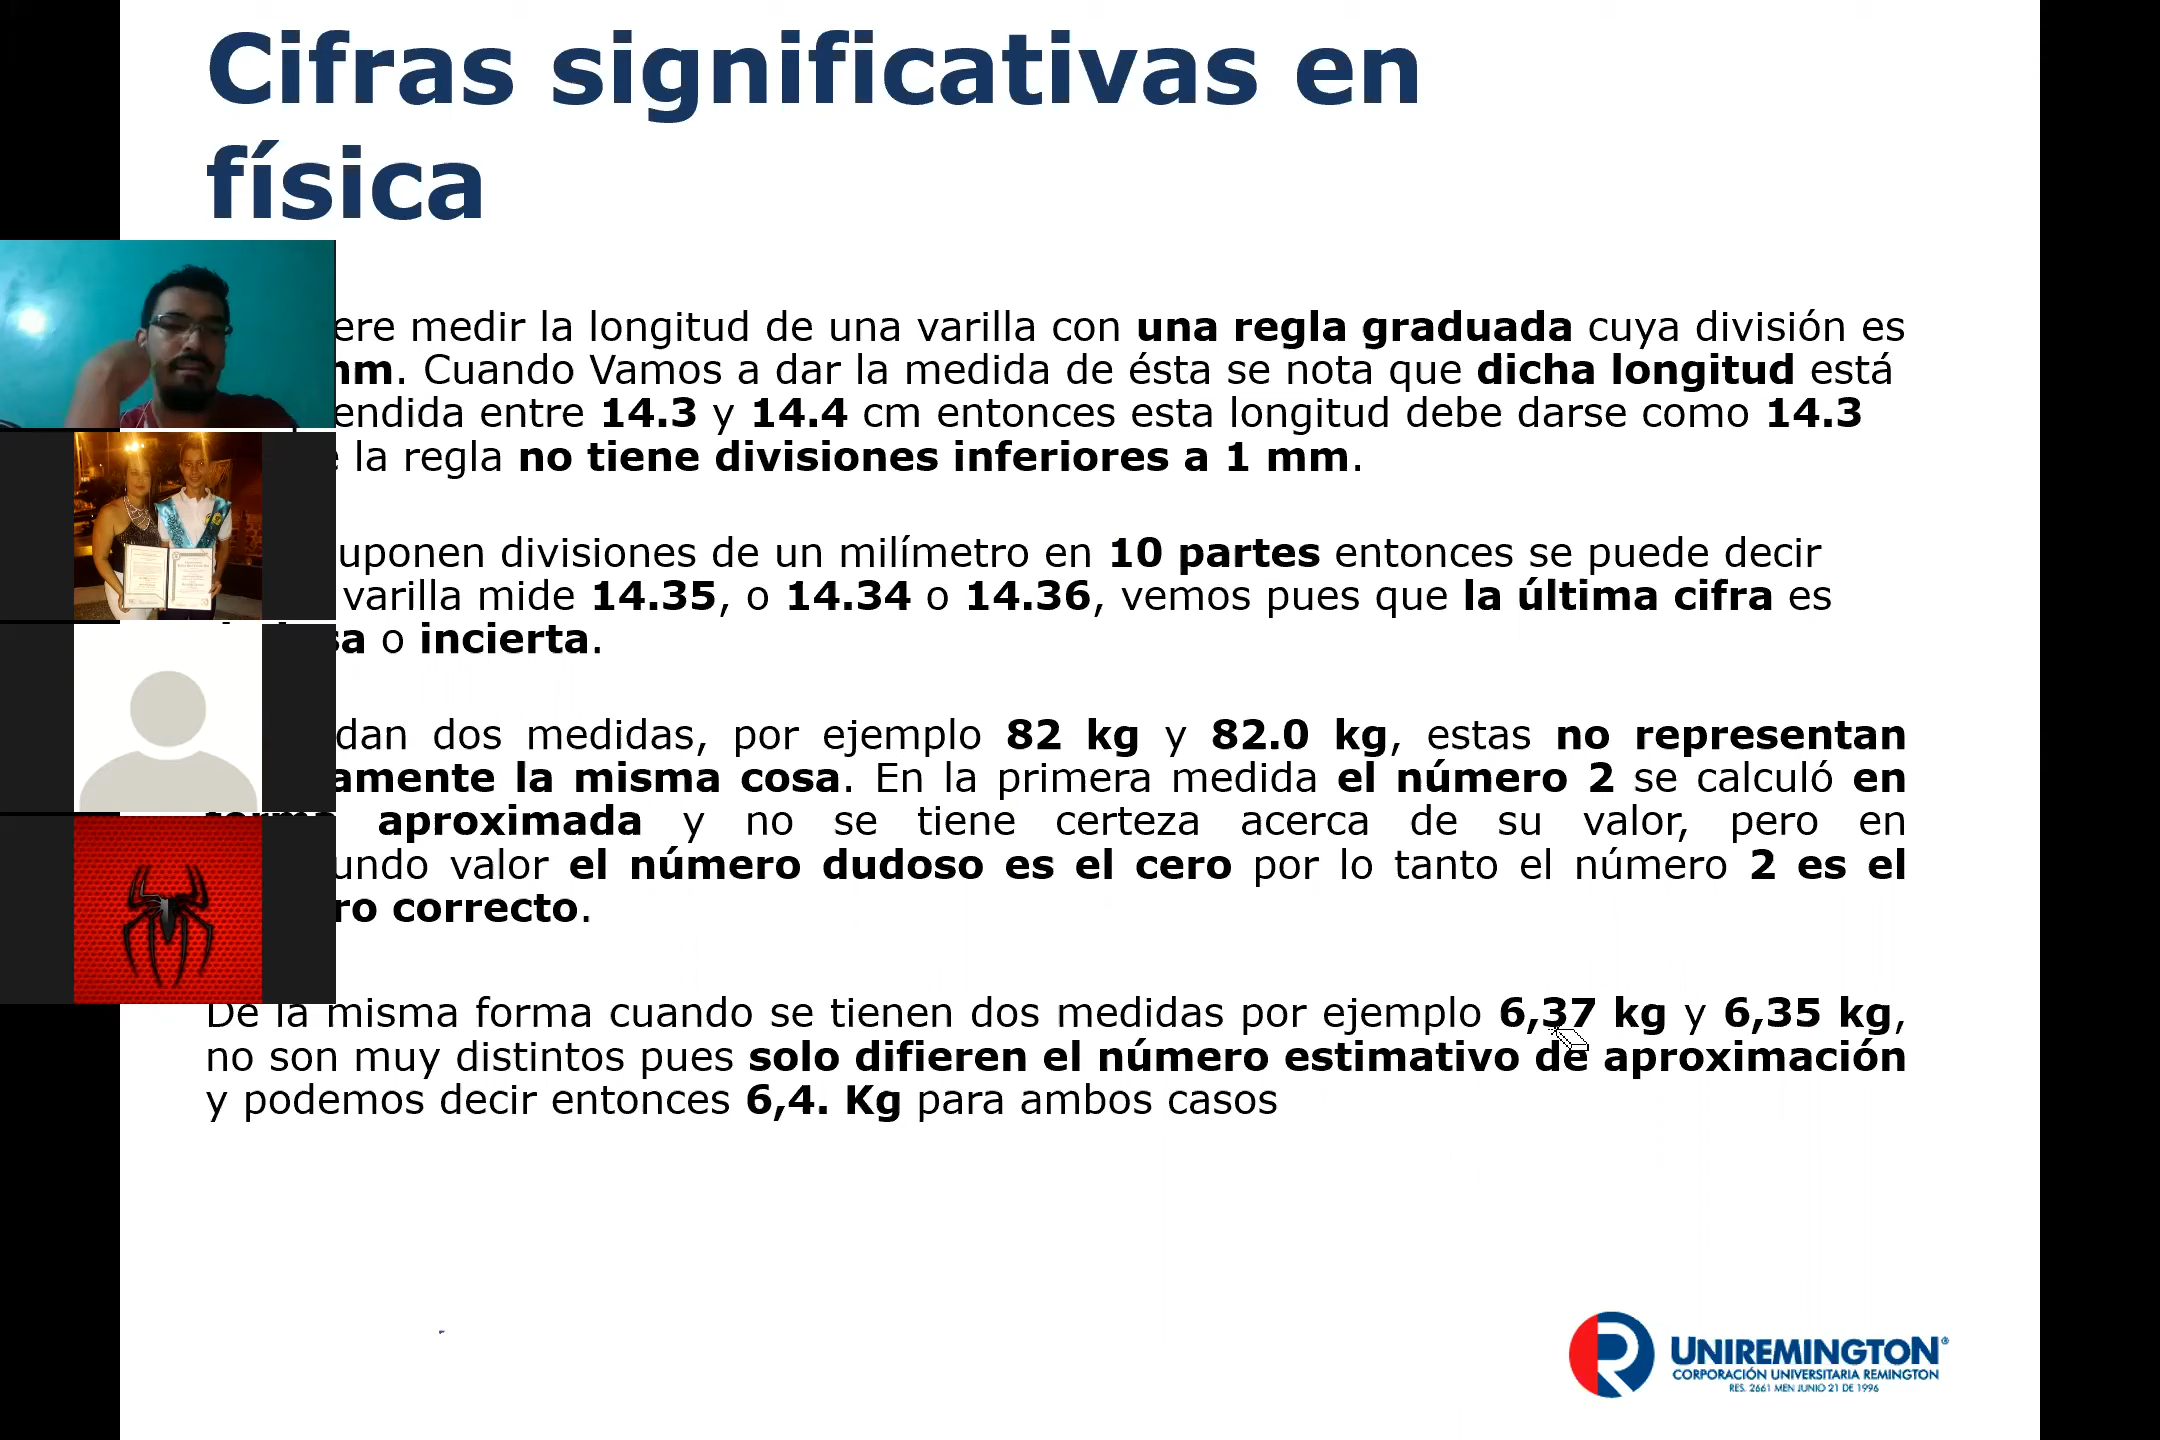 Cifras significativas en
física
medir la longitud de una varilla con una regla graduada cuya división es
mm. Cuando Vamos a dar la medida de ésta se nota que dicha longitud está
entre 14.3 y 14.4 cm entonces esta longitud debe darse como 14.3
la regla no tiene divisiones inferiores a 1 mm.
divisiones de un milímetro en 10 partes entonces se puede decir
varilla mide 14.35, o 14.34 o 14.36, vemos pues que la última cifra es
o incierta.
dan dos medidas, por ejemplo 82 kg y 82.0 kg, estas no representan
la misma cosa. En la primera medida el número 2 se calculó en
forma aproximada y no se tiene certeza acerca de su valor, pero en
valor el número dudoso es el cero por lo tanto el número 2 es el
correcto.
De la misma forma cuando se tienen dos medidas por ejemplo 6,37 kg y 6,35 kg,
no son muy distintos pues solo difieren el número estimativo de aproximación
y podemos decir entonces 6,4. Kg para ambos casos
UNIREMINGTON®
CORPORACIÓN UNIVERSITARIA REMINGTON
RES. 2661 MEN JUNIO 21 DE 1996